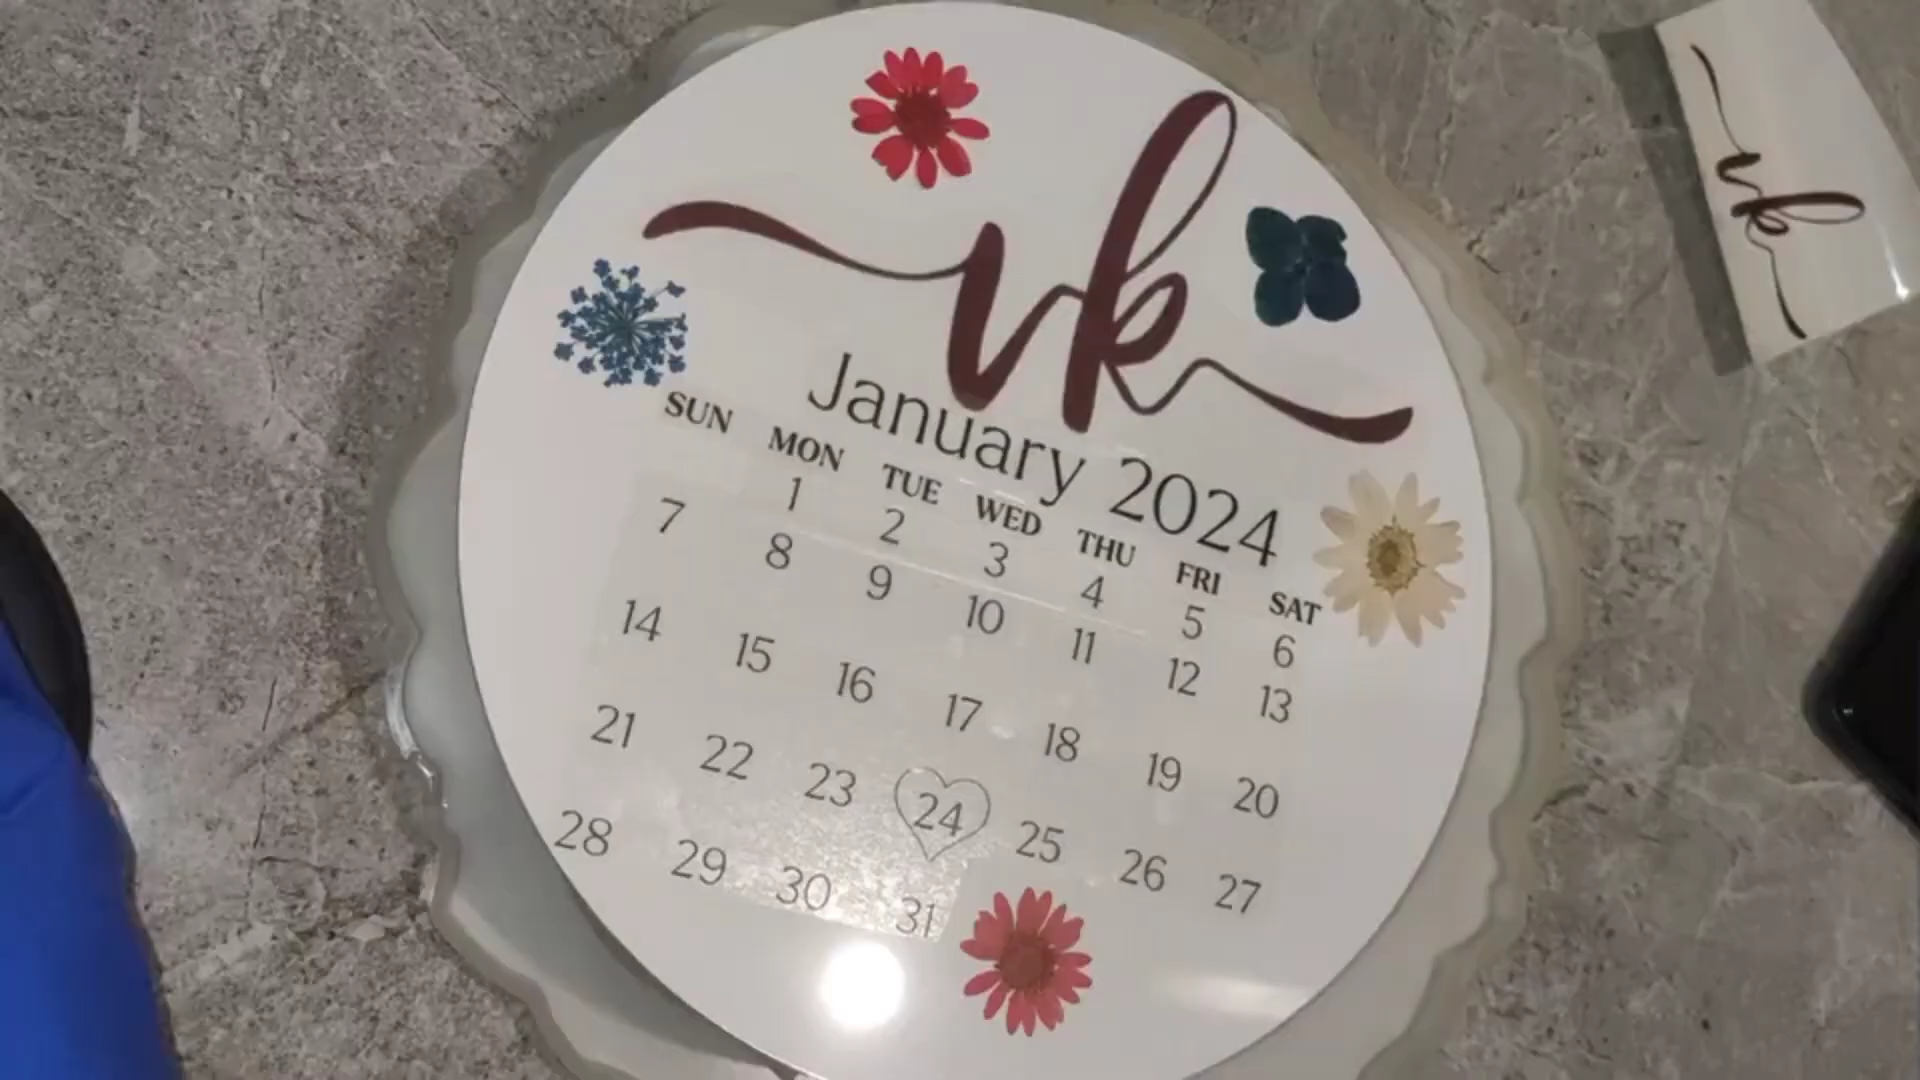 vk
January 2024
SUN MON TUE WED THU FRI SAT
1 2 3 4 5 6
7 8 9 10 11 12 13
14 15 16 17 18 19 20
21 22 23 24 25 26 27
28 29 30 31
vk